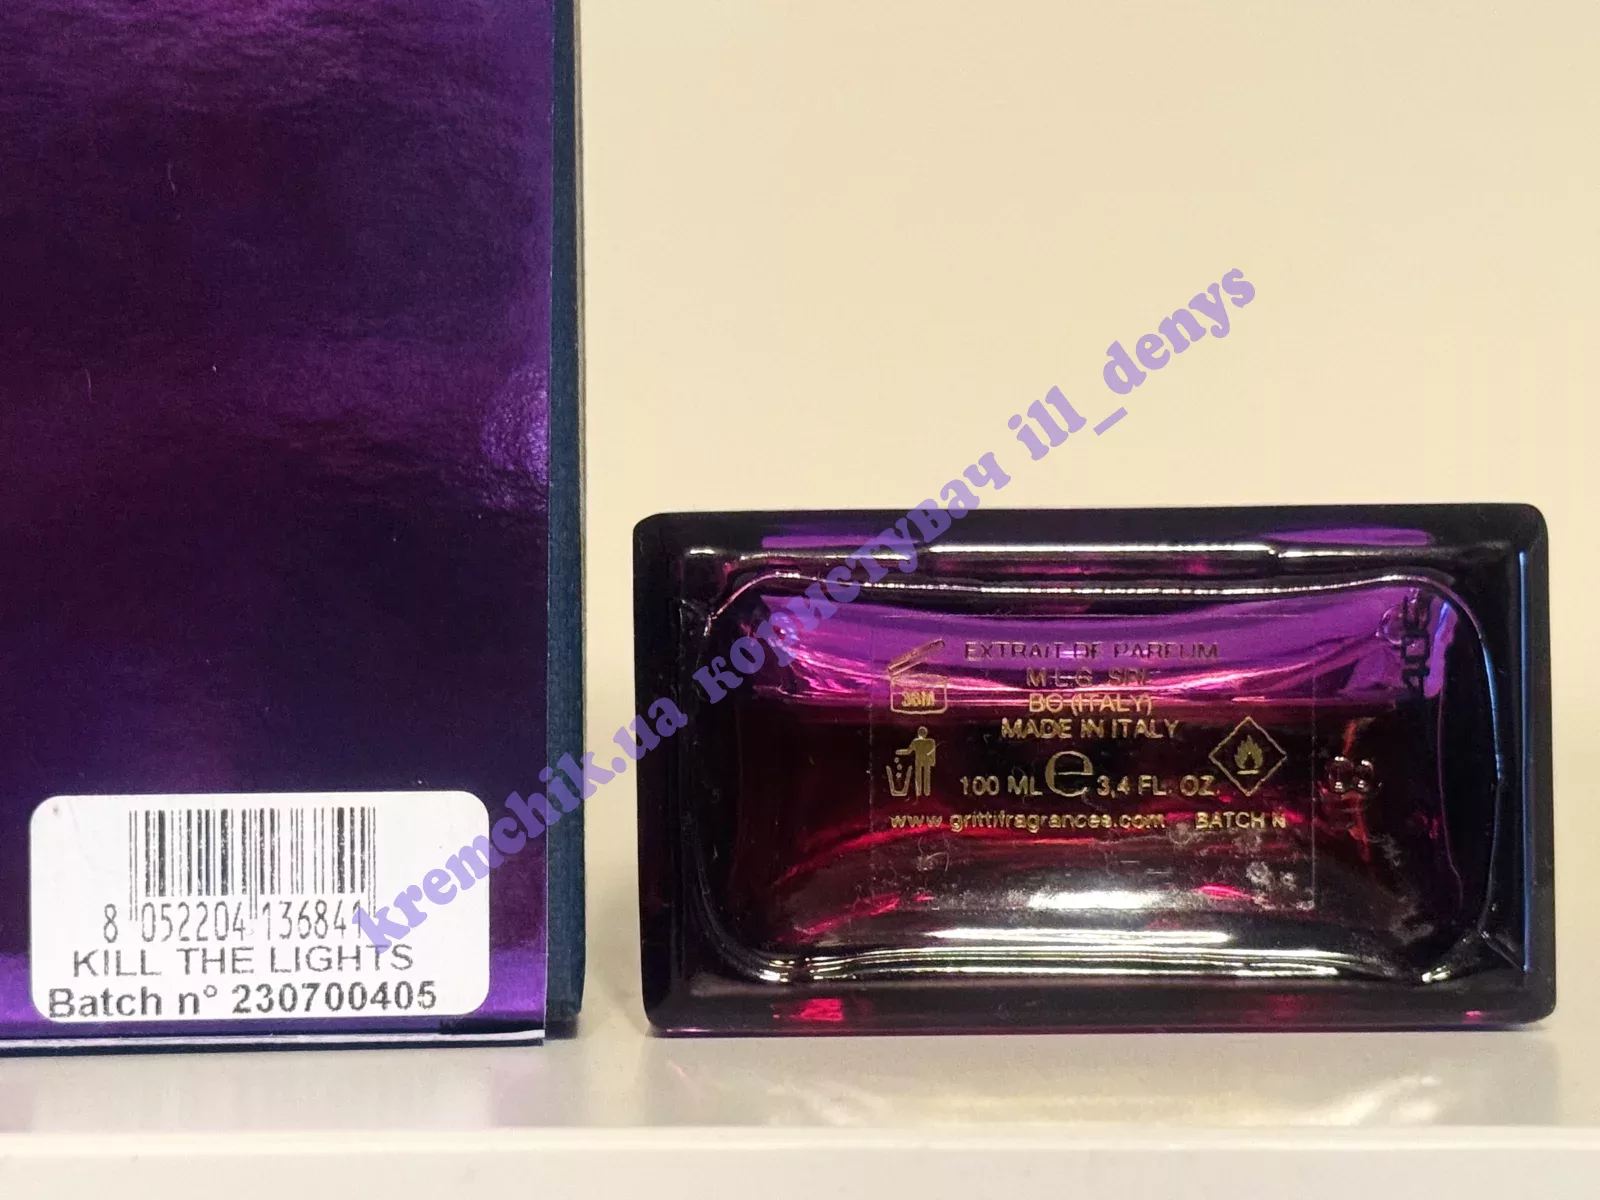 8 052204 136841
KILL THE LIGHTS
Batch n° 230700405
kremchik.ua користувач ill_denys
EXTRAIT DE PARFUM
M.L.G. SRL
BG (ITALY)
MADE IN ITALY
36M
100 ML e 3,4 FL. OZ.
www.grittifragrances.com BATCH N